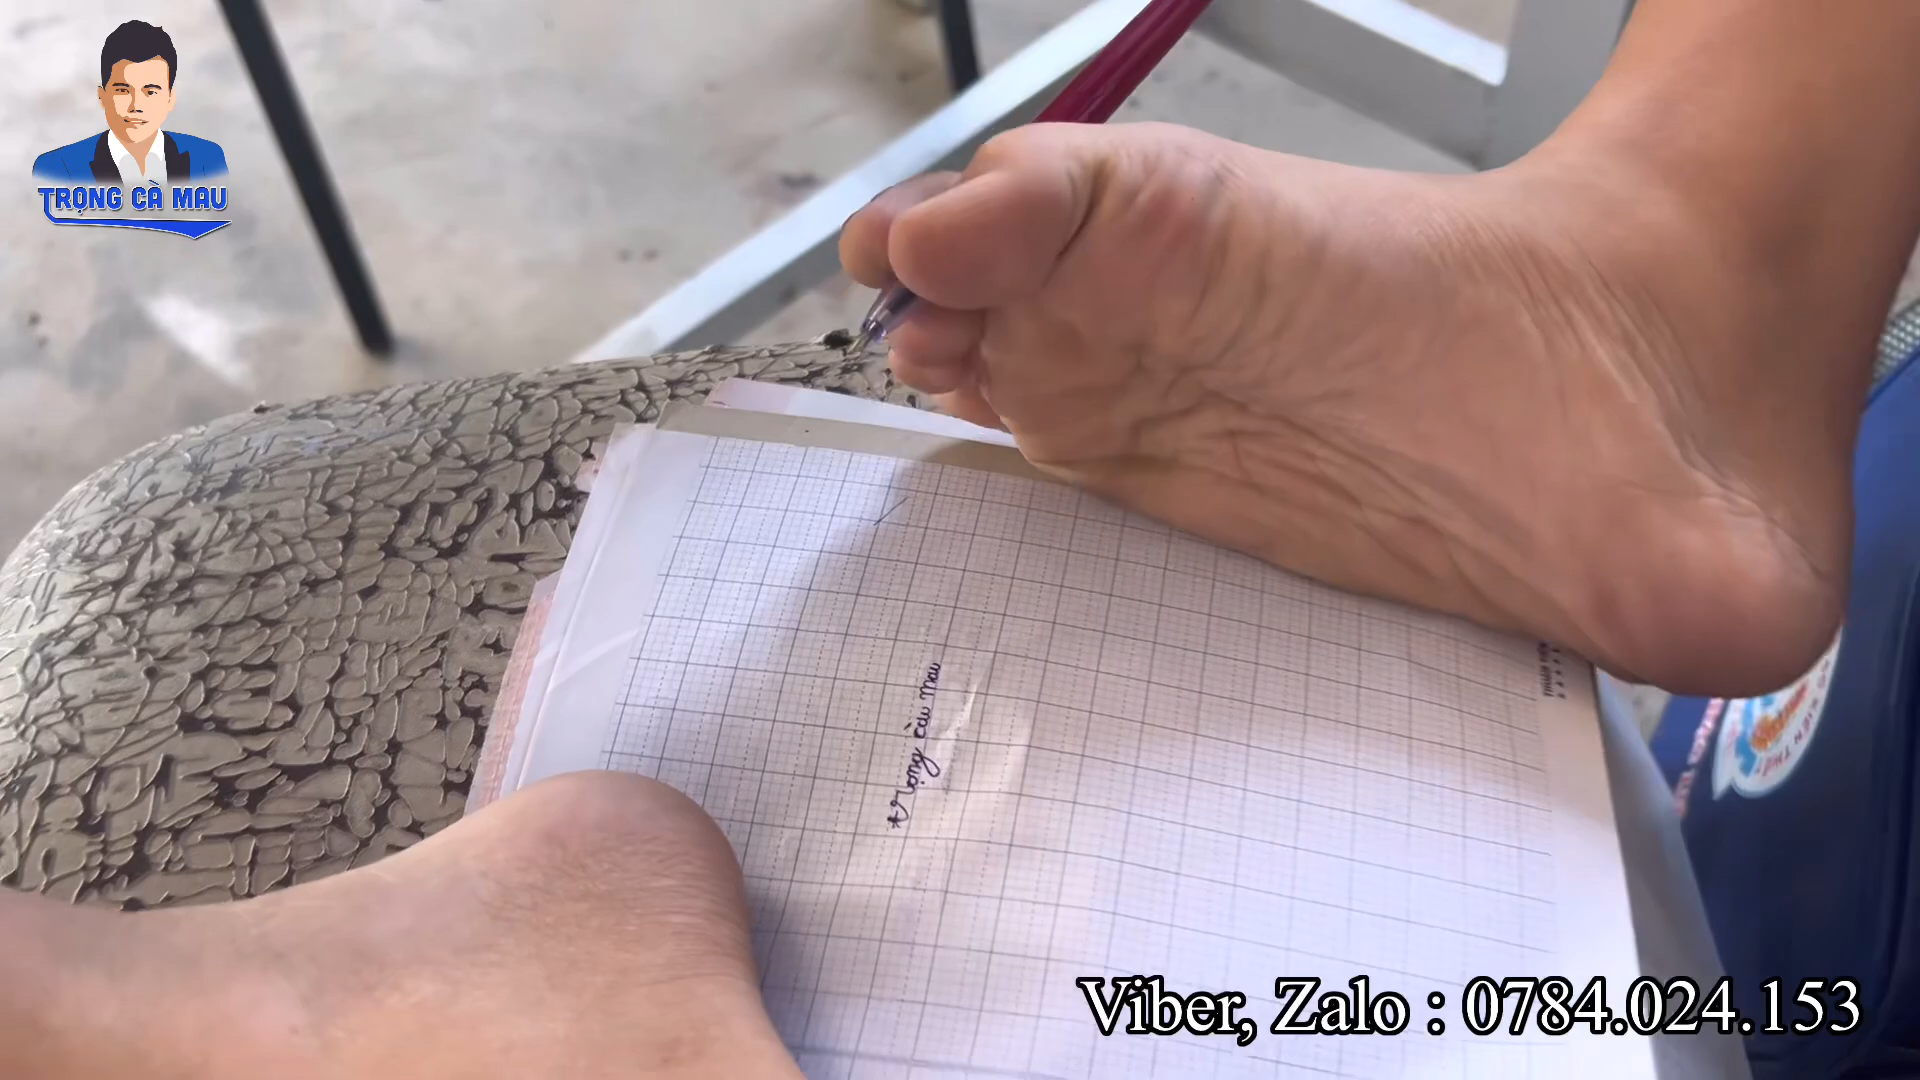 TRỌNG CÀ MAU
Trọng cà mau
Viber, Zalo : 0784.024.153